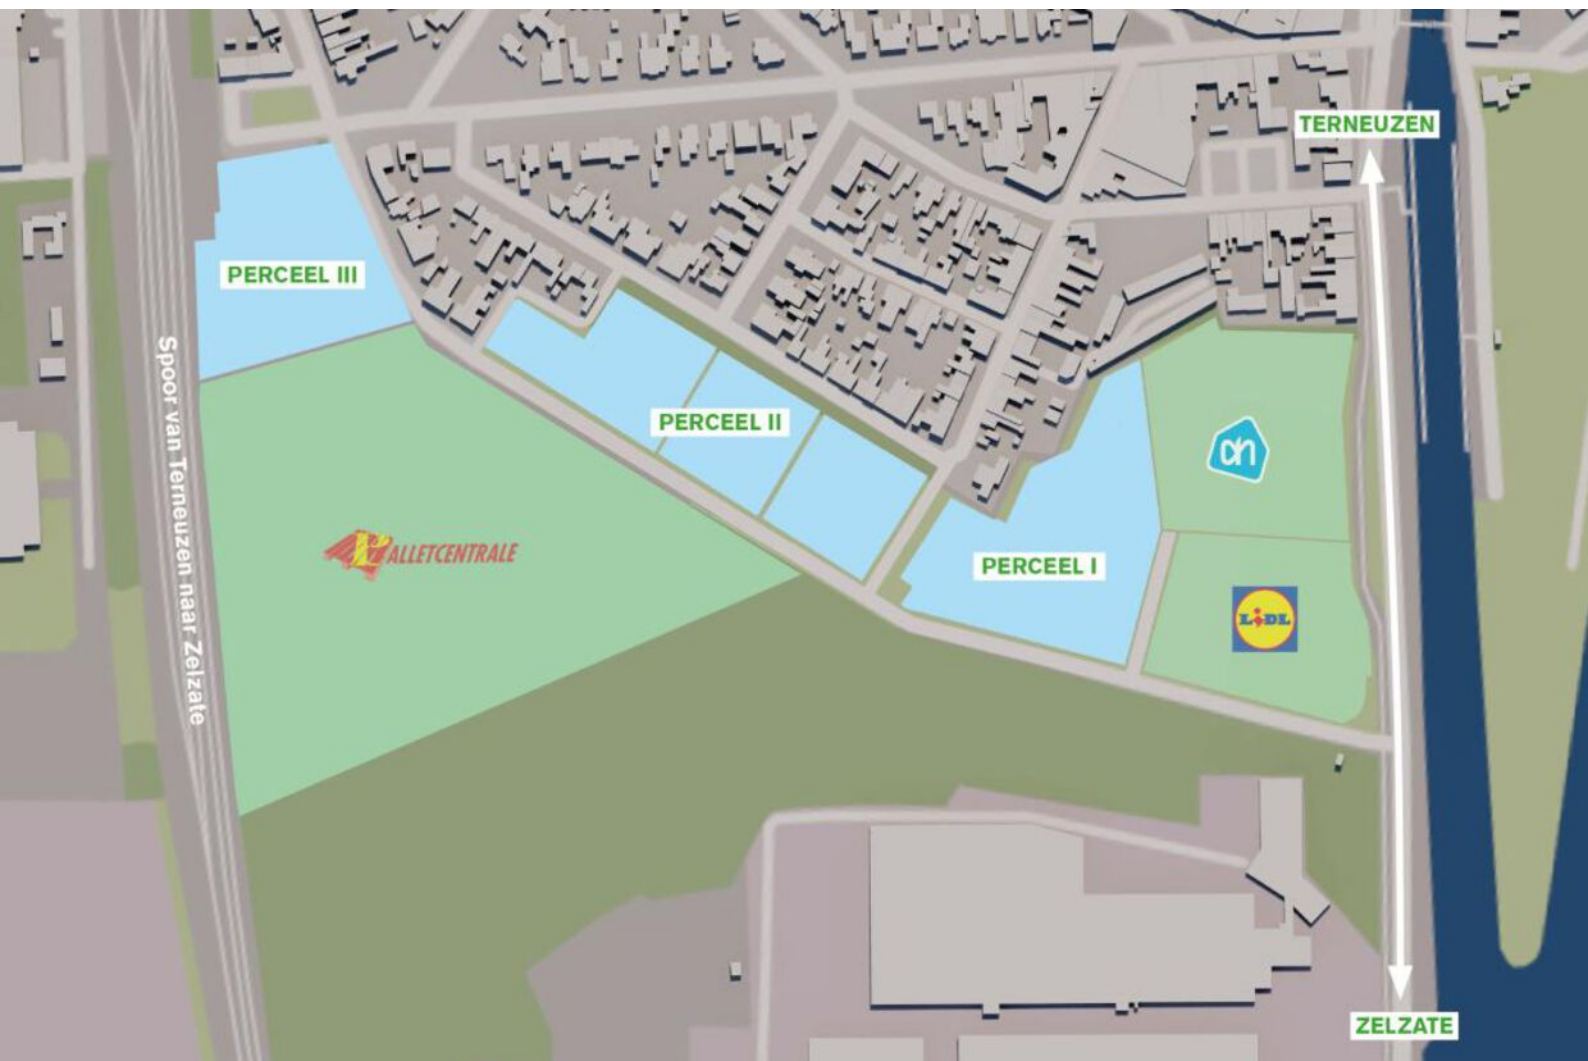 TERNEUZEN
PERCEEL III
Spoor van Terneuzen naar Zelzate
PERCEEL II
ah
ALLETCENTRALE
PERCEEL I
LiDL
ZELZATE